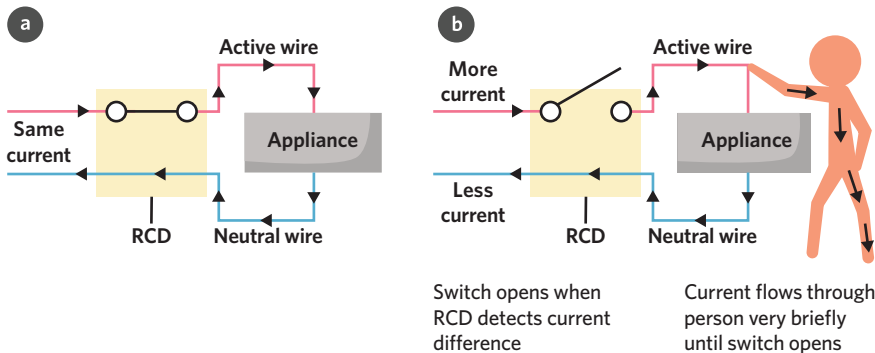 a
Active wire
Same
current
Appliance
RCD
Neutral wire
b
Active wire
More
current
Appliance
Less
current
RCD
Neutral wire
Switch opens when
RCD detects current
difference
Current flows through
person very briefly
until switch opens